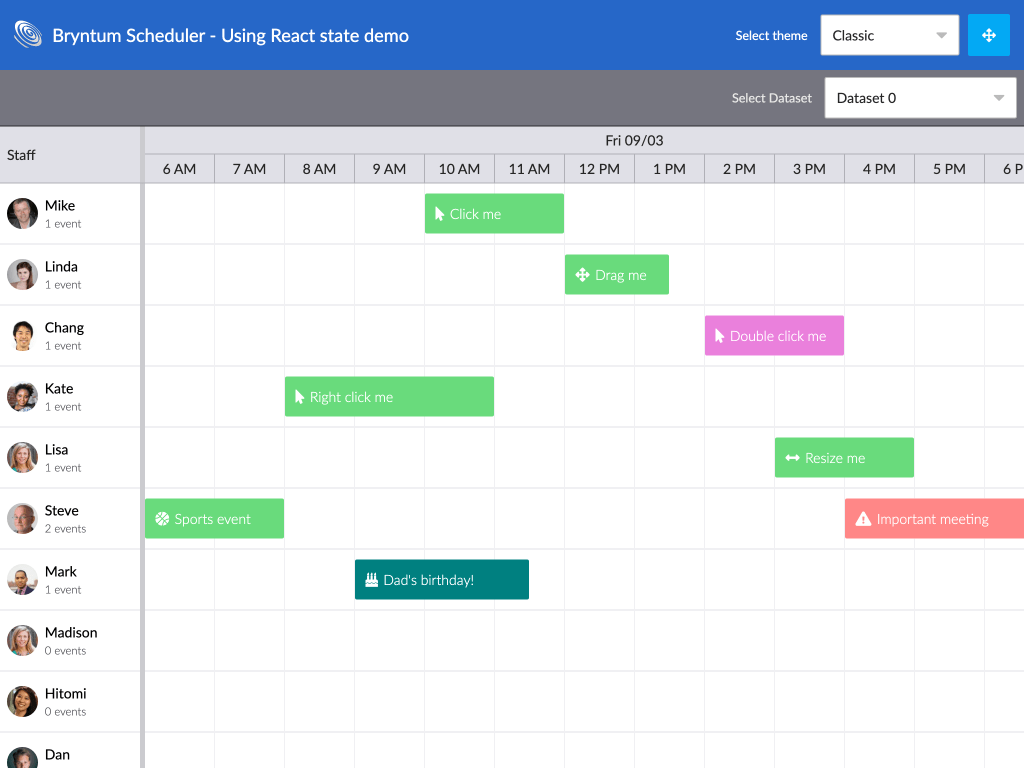 Bryntum Scheduler - Using React state demo
Select theme
Classic
Select Dataset
Dataset 0
Staff
Fri 09/03
6 AM 7 AM 8 AM 9 AM 10 AM 11 AM 12 PM 1 PM 2 PM 3 PM 4 PM 5 PM 6 P
Mike
1 event
Click me
Linda
1 event
Drag me
Chang
1 event
Double click me
Kate
1 event
Right click me
Lisa
1 event
Resize me
Steve
2 events
Sports event
Important meeting
Mark
1 event
Dad's birthday!
Madison
0 events
Hitomi
0 events
Dan